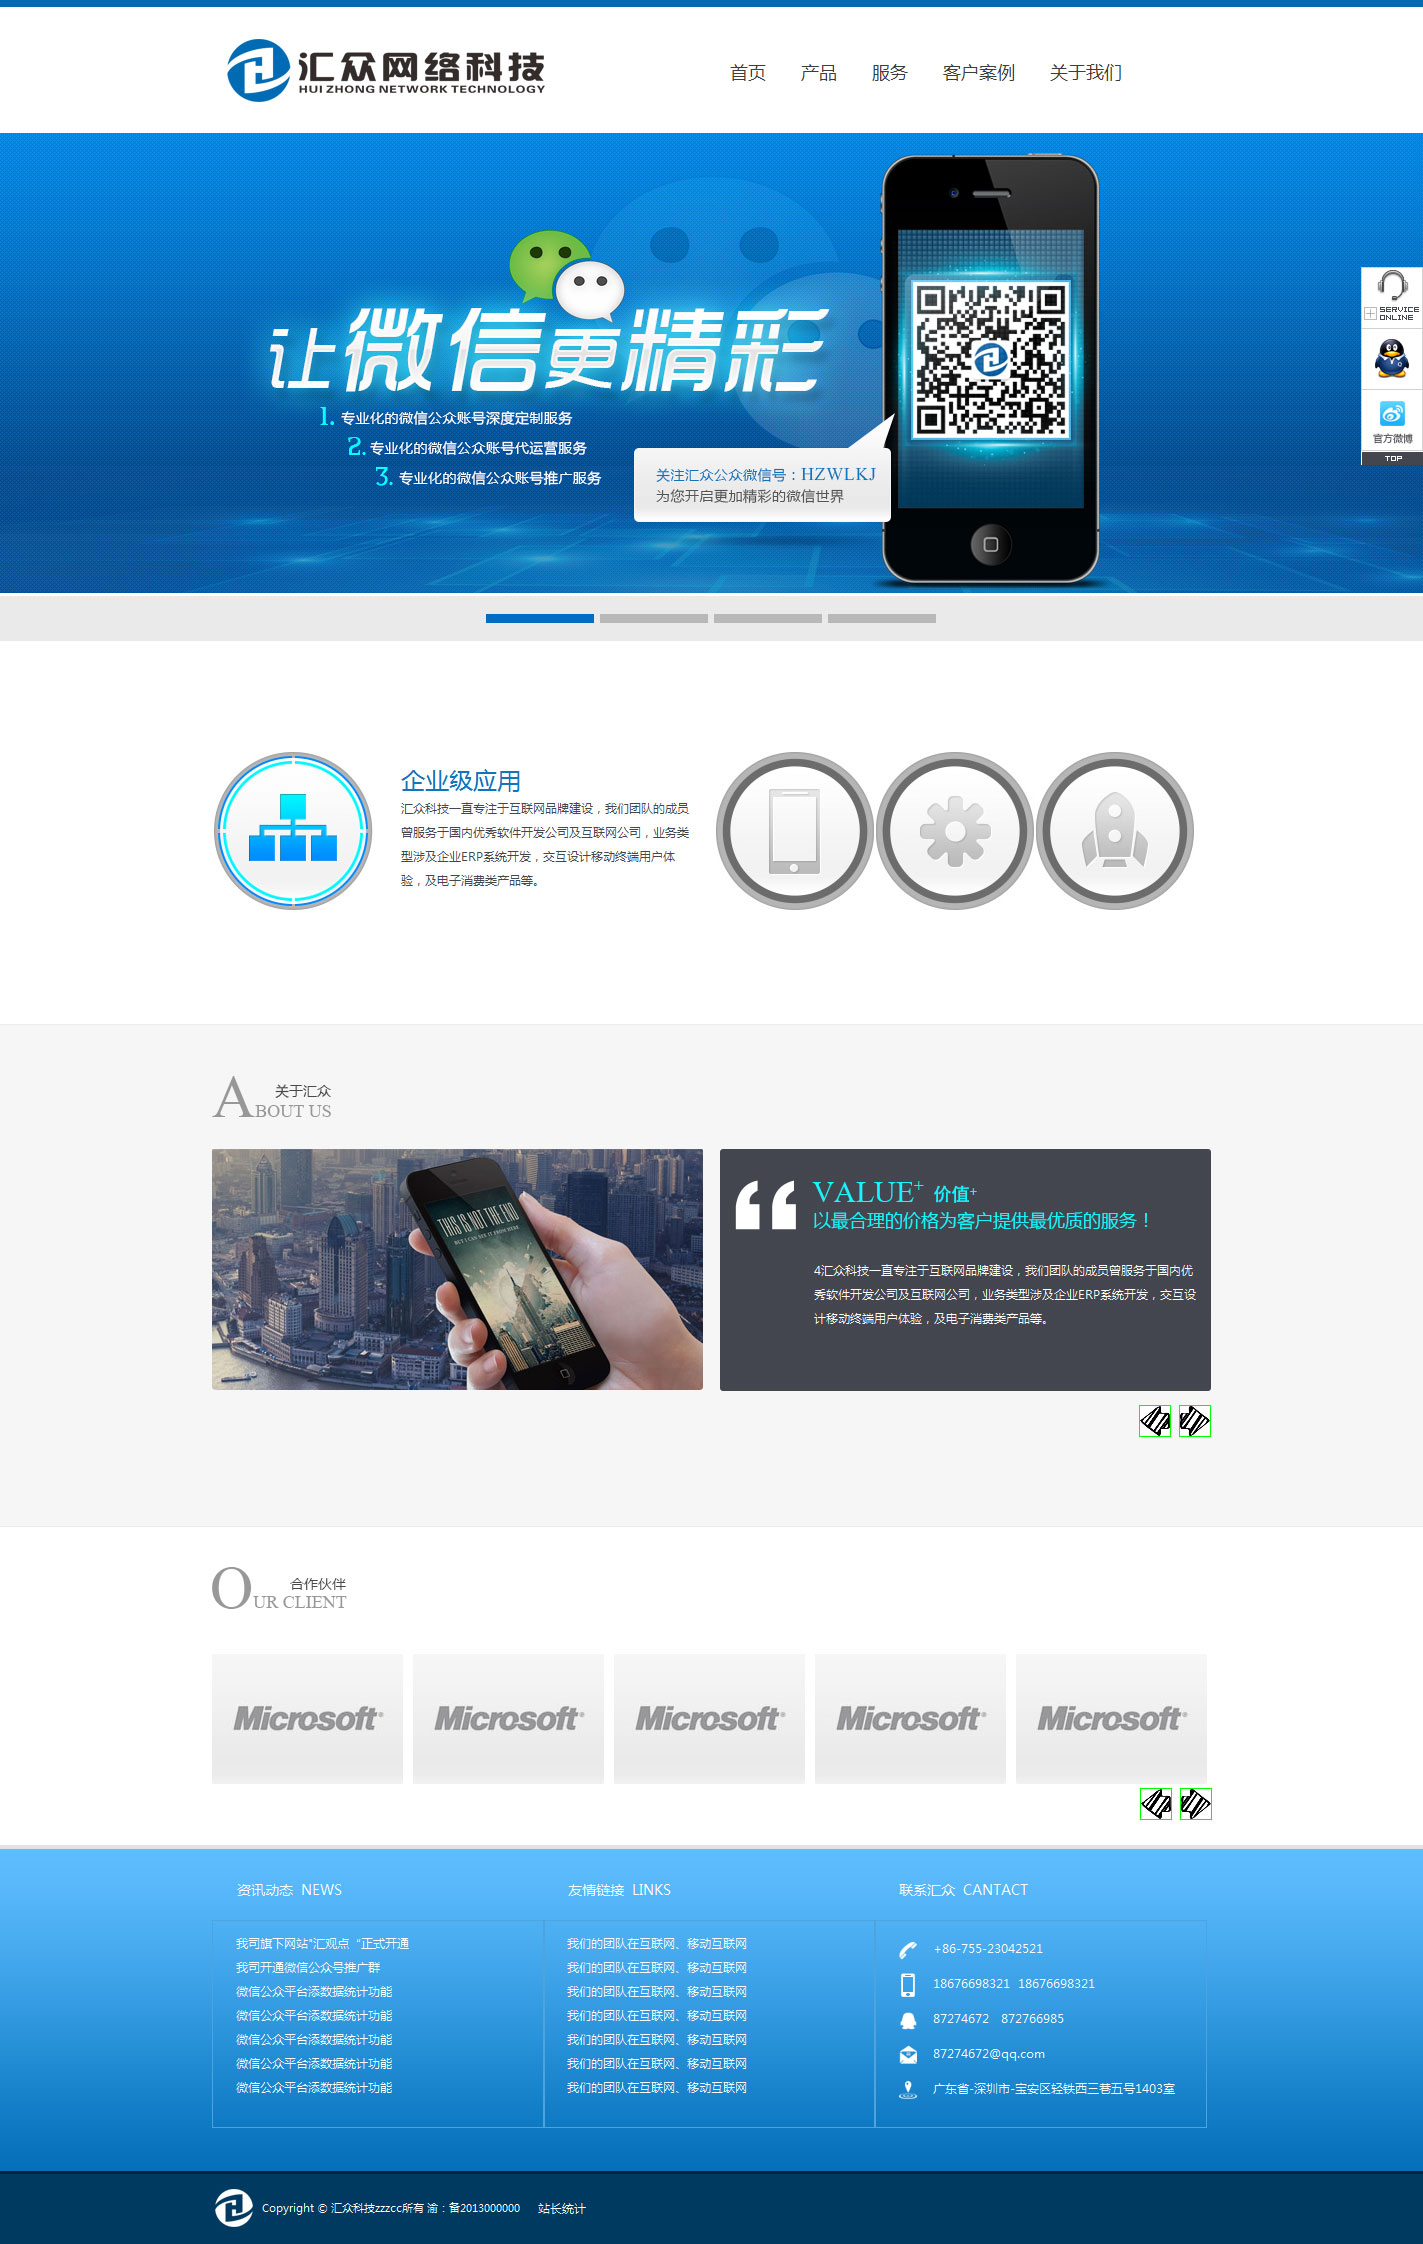 汇众网络科技
HUI ZHONG NETWORK TECHNOLOGY
首页 产品 服务 客户案例 关于我们
让微信更精彩
1. 专业化的微信公众账号深度定制服务
2. 专业化的微信公众账号代运营服务
3. 专业化的微信公众账号推广服务
关注汇众公众微信号：HZWLKJ
为您开启更加精彩的微信世界
SERVICE
ONLINE
官方微博
TOP
企业级应用
汇众科技一直专注于互联网品牌建设，我们团队的成员
曾服务于国内优秀软件开发公司及互联网公司，业务类
型涉及企业ERP系统开发，交互设计移动终端用户体
验，及电子消费类产品等。
关于汇众
ABOUT US
THIS IS NOT THE END
BUT I CAN SEE IT FROM HERE
VALUE+ 价值+
以最合理的价格为客户提供最优质的服务！
4汇众科技一直专注于互联网品牌建设，我们团队的成员曾服务于国内优
秀软件开发公司及互联网公司，业务类型涉及企业ERP系统开发，交互设
计移动终端用户体验，及电子消费类产品等。
合作伙伴
OUR CLIENT
Microsoft® Microsoft® Microsoft® Microsoft® Microsoft®
资讯动态 NEWS
我司旗下网站"汇观点 "正式开通
我司开通微信公众号推广群
微信公众平台添数据统计功能
微信公众平台添数据统计功能
微信公众平台添数据统计功能
微信公众平台添数据统计功能
微信公众平台添数据统计功能
友情链接 LINKS
我们的团队在互联网、移动互联网
我们的团队在互联网、移动互联网
我们的团队在互联网、移动互联网
我们的团队在互联网、移动互联网
我们的团队在互联网、移动互联网
我们的团队在互联网、移动互联网
我们的团队在互联网、移动互联网
联系汇众 CANTACT
+86-755-23042521
18676698321 18676698321
87274672 872766985
87274672@qq.com
广东省-深圳市-宝安区轻铁西三巷五号1403室
Copyright © 汇众科技zzzcc所有 渝：备2013000000 站长统计